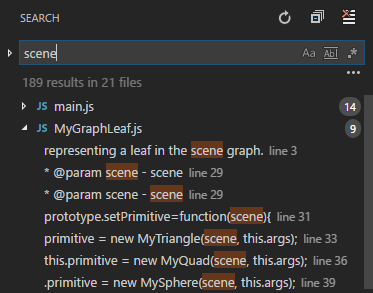 SEARCH
scene
Aa Abl .*
189 results in 21 files
JS main.js 14
JS MyGraphLeaf.js 9
representing a leaf in the scene graph. line 3
* @param scene - scene line 29
* @param scene - scene line 29
prototype.setPrimitive=function(scene){ line 31
primitive = new MyTriangle(scene, this.args); line 33
this.primitive = new MyQuad(scene, this.args); line 36
.primitive = new MySphere(scene, this.args); line 39